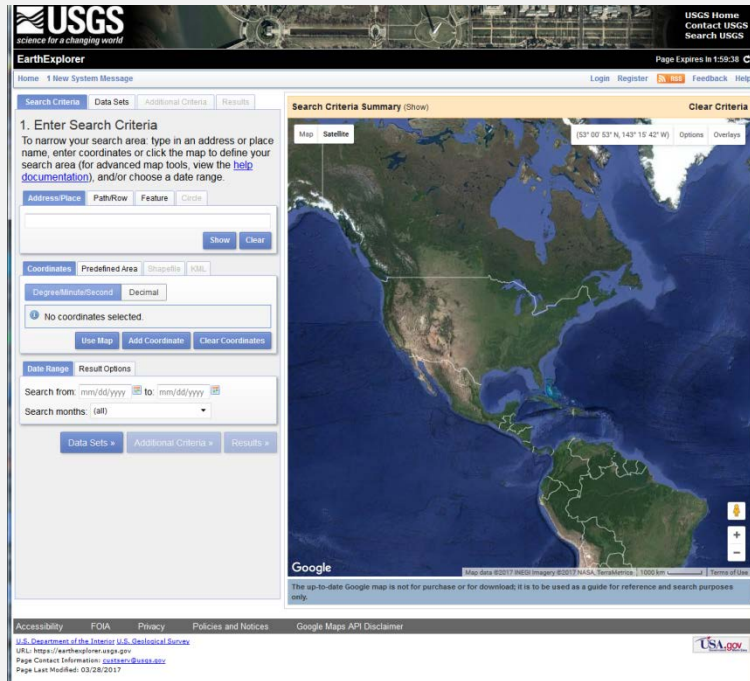 USGS
science for a changing world
USGS Home
Contact USGS
Search USGS
EarthExplorer
Page Expires In 1:59:38
Home 1 New System Message
Login Register RSS Feedback Help
Search Criteria Data Sets Additional Criteria Results
1. Enter Search Criteria
To narrow your search area: type in an address or place
name, enter coordinates or click the map to define your
search area (for advanced map tools, view the help
documentation), and/or choose a date range.
Address/Place Path/Row Feature Circle
Show Clear
Coordinates Predefined Area Shapefile KML
Degree/Minute/Second Decimal
No coordinates selected.
Use Map Add Coordinate Clear Coordinates
Date Range Result Options
Search from: mm/dd/yyyy to: mm/dd/yyyy
Search months: (all)
Data Sets » Additional Criteria » Results »
Search Criteria Summary (Show) Clear Criteria
Map Satellite (53° 00' 53" N, 143° 15' 42" W) Options Overlays
Google
Map data ©2017 INEGI Imagery ©2017 NASA, TerraMetrics 1000 km Terms of Use
The up-to-date Google map is not for purchase or for download; it is to be used as a guide for reference and search purposes
only.
Accessibility FOIA Privacy Policies and Notices Google Maps API Disclaimer
U.S. Department of the Interior U.S. Geological Survey
URL: https://earthexplorer.usgs.gov
Page Contact Information: custserv@usgs.gov
Page Last Modified: 03/28/2017
USA.gov